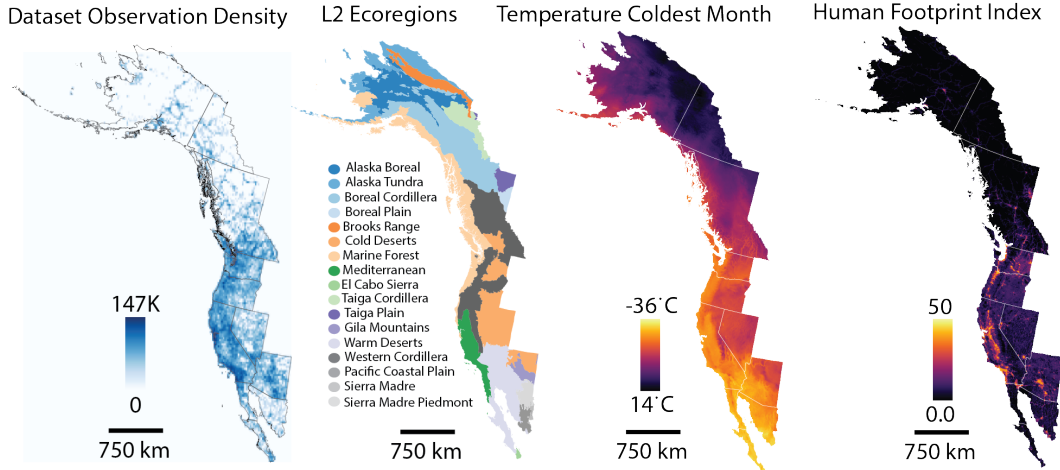 Dataset Observation Density
L2 Ecoregions
Temperature Coldest Month
Human Footprint Index
147K
0
750 km
Alaska Boreal
Alaska Tundra
Boreal Cordillera
Boreal Plain
Brooks Range
Cold Deserts
Marine Forest
Mediterranean
El Cabo Sierra
Taiga Cordillera
Taiga Plain
Gila Mountains
Warm Deserts
Western Cordillera
Pacific Coastal Plain
Sierra Madre
Sierra Madre Piedmont
750 km
-36˚C
14˚C
750 km
50
0.0
750 km